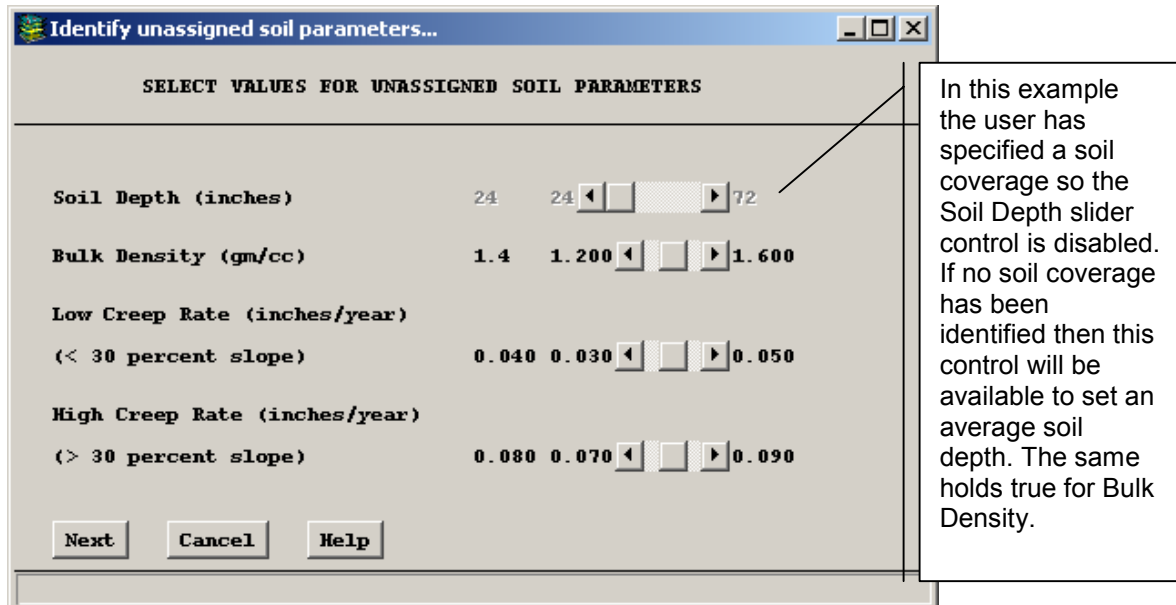 Identify unassigned soil parameters...
SELECT VALUES FOR UNASSIGNED SOIL PARAMETERS
Soil Depth (inches) 24 24 72
Bulk Density (gm/cc) 1.4 1.200 1.600
Low Creep Rate (inches/year)
(< 30 percent slope) 0.040 0.030 0.050
High Creep Rate (inches/year)
(> 30 percent slope) 0.080 0.070 0.090
Next Cancel Help
In this example
the user has
specified a soil
coverage so the
Soil Depth slider
control is disabled.
If no soil coverage
has been
identified then this
control will be
available to set an
average soil
depth. The same
holds true for Bulk
Density.